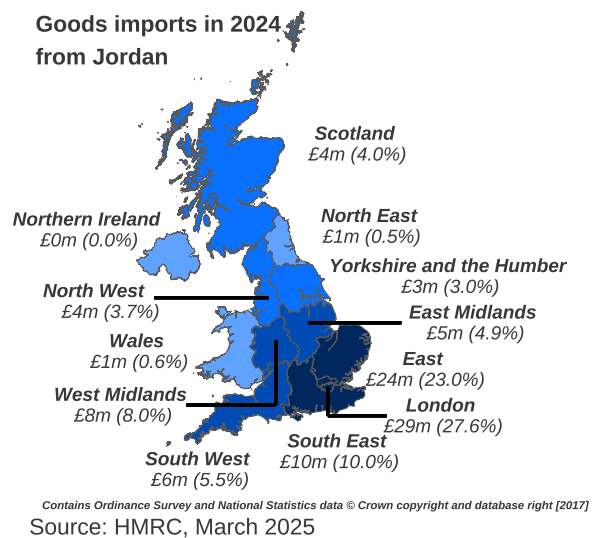 Goods imports in 2024
from Jordan
Scotland
£4m (4.0%)
Northern Ireland
£0m (0.0%)
North East
£1m (0.5%)
Yorkshire and the Humber
£3m (3.0%)
North West
£4m (3.7%)
East Midlands
£5m (4.9%)
Wales
£1m (0.6%)
East
£24m (23.0%)
West Midlands
£8m (8.0%)
London
£29m (27.6%)
South East
£10m (10.0%)
South West
£6m (5.5%)
Contains Ordinance Survey and National Statistics data © Crown copyright and database right [2017]
Source: HMRC, March 2025